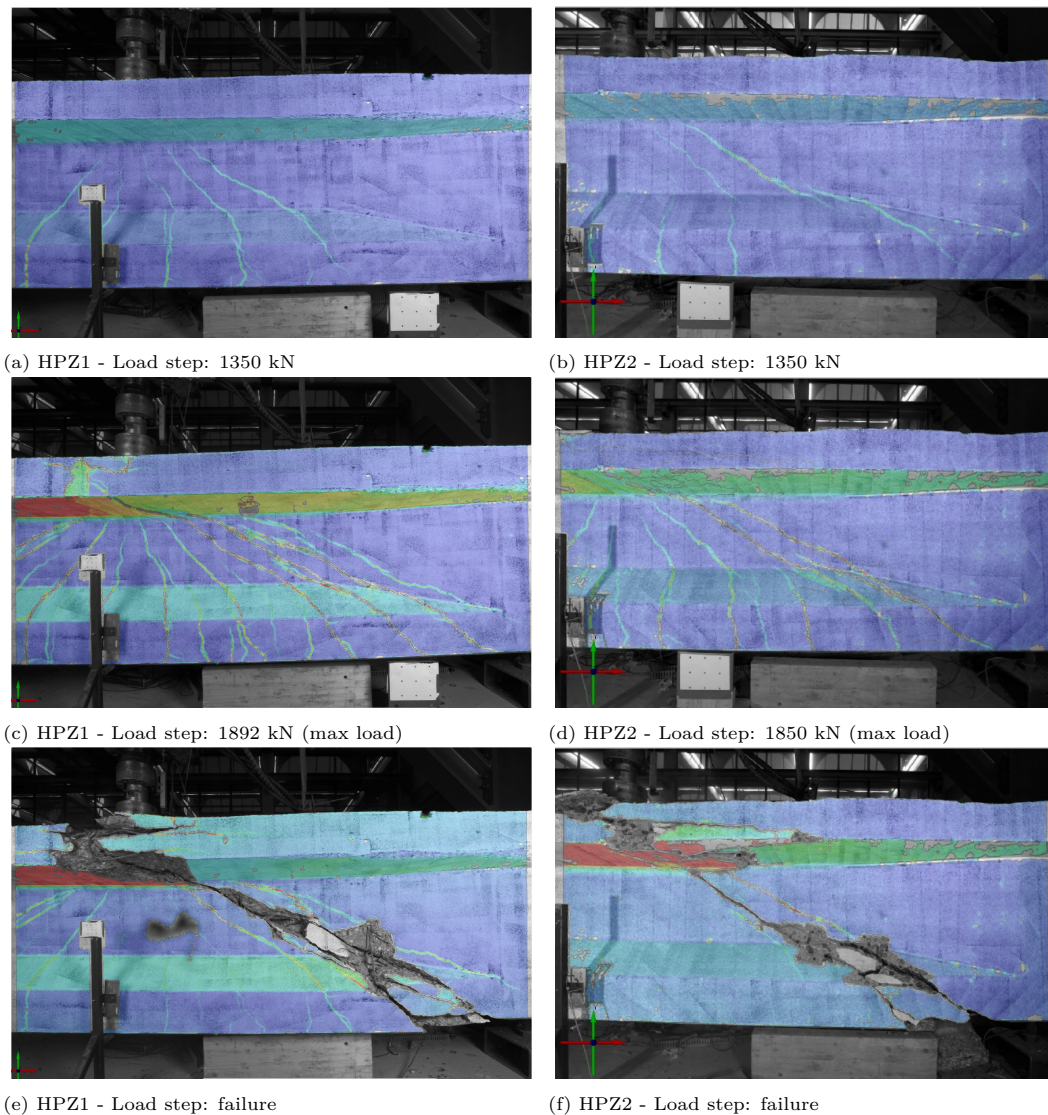 (a) HPZ1 - Load step: 1350 kN
(b) HPZ2 - Load step: 1350 kN
(c) HPZ1 - Load step: 1892 kN (max load)
(d) HPZ2 - Load step: 1850 kN (max load)
(e) HPZ1 - Load step: failure
(f) HPZ2 - Load step: failure